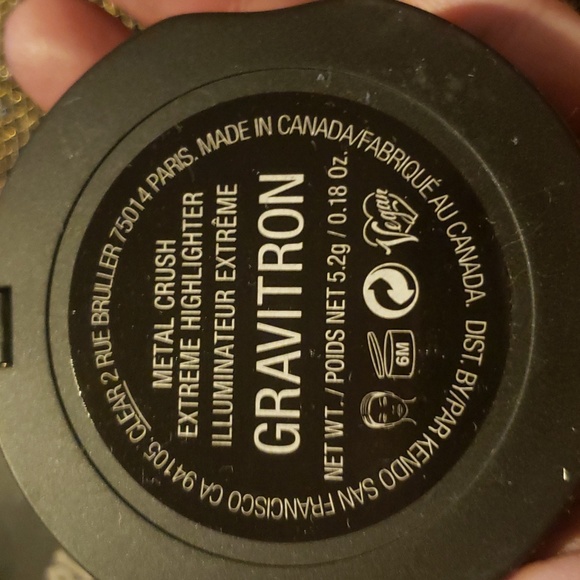 METAL CRUSH
EXTREME HIGHLIGHTER
ILLUMINATEUR EXTRÊME
GRAVITRON
NET WT. / POIDS NET 5.2g / 0.18 Oz.
6M
Vegan
MADE IN CANADA/FABRIQUÉ AU CANADA. DIST. BY/PAR KENDO SAN FRANCISCO CA 94105. CLEAR 2 RUE BRULLER 75014 PARIS.